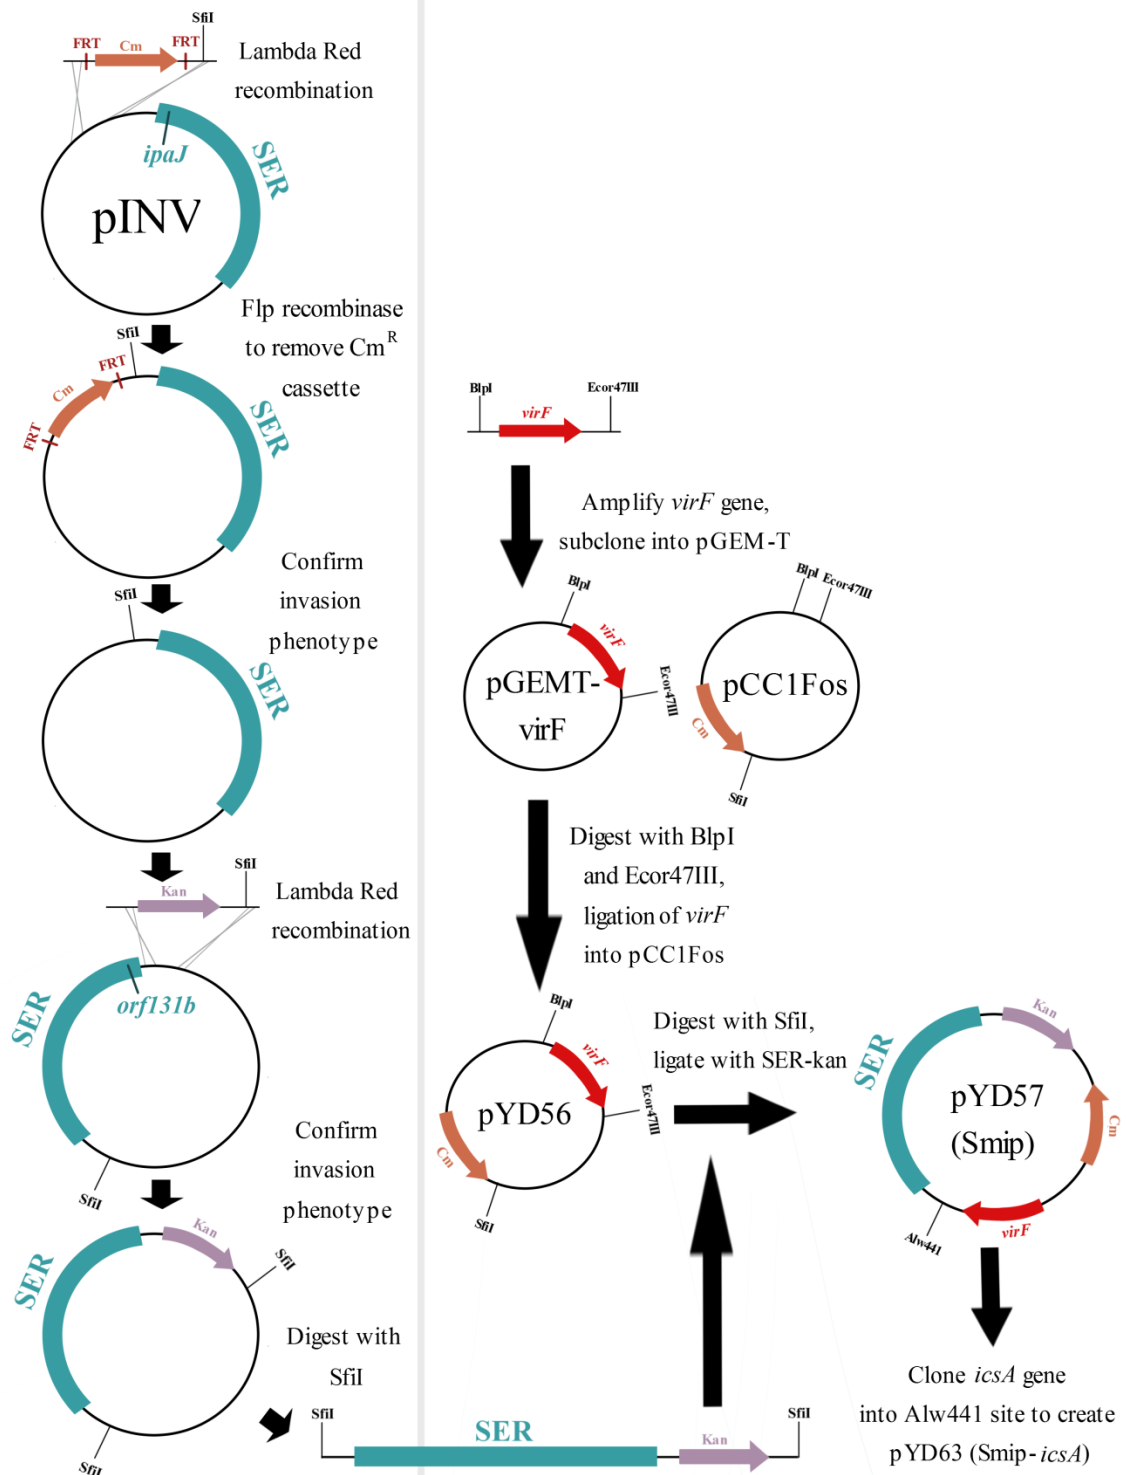 SfiI
FRT
Cm
FRT
Lambda Red
recombination
ipaJ
SER
pINV
Flp recombinase
to remove Cm^R
cassette
SfiI
FRT
Cm
FRT
SER
Confirm
invasion
phenotype
SfiI
SER
SfiI
Kan
Lambda Red
recombination
orf131b
SER
SfiI
Confirm
invasion
phenotype
Kan
SfiI
SER
SfiI
Digest with
SfiI
BlpI
Ecor47III
virF
Amplify virF gene,
subclone into pGEM-T
BlpI
virF
Ecor47III
pGEMT-
virF
BlpI
Ecor47III
pCC1Fos
Cm
SfiI
Digest with BlpI
and Ecor47III,
ligation of virF
into pCC1Fos
BlpI
virF
Ecor47III
pYD56
Cm
SfiI
Digest with SfiI,
ligate with SER-kan
SfiI
SER
Kan
SfiI
Kan
SER
pYD57
(Smip)
Cm
virF
Alw441
Clone icsA gene
into Alw441 site to create
pYD63 (Smip-icsA)